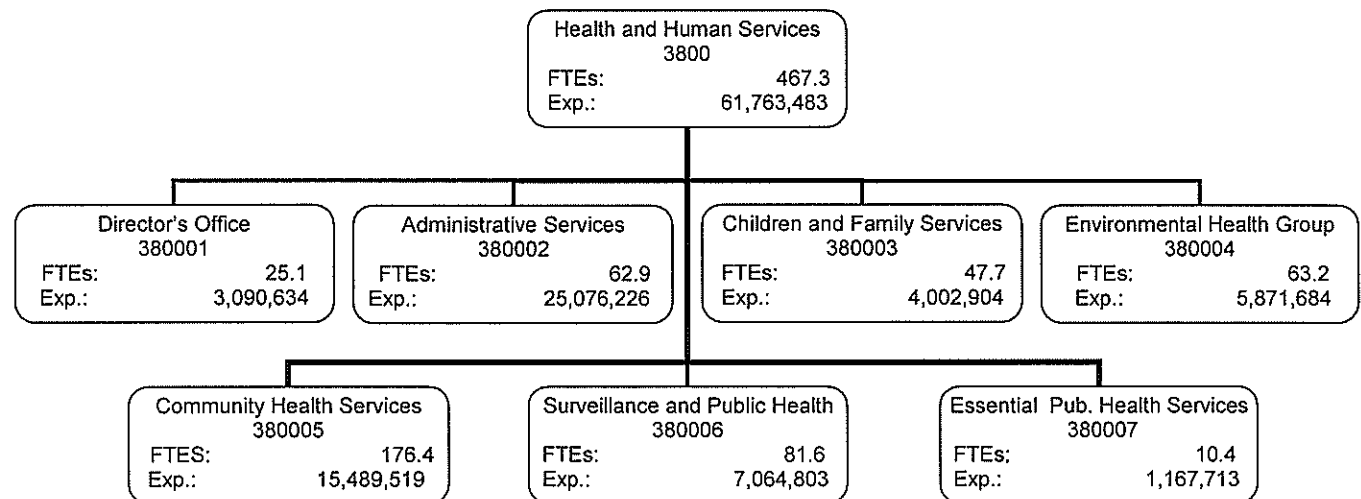 Health and Human Services
3800
FTEs: 467.3
Exp.: 61,763,483
Director's Office
380001
FTEs: 25.1
Exp.: 3,090,634
Administrative Services
380002
FTEs: 62.9
Exp.: 25,076,226
Children and Family Services
380003
FTEs: 47.7
Exp.: 4,002,904
Environmental Health Group
380004
FTEs: 63.2
Exp.: 5,871,684
Community Health Services
380005
FTES: 176.4
Exp.: 15,489,519
Surveillance and Public Health
380006
FTEs: 81.6
Exp.: 7,064,803
Essential Pub. Health Services
380007
FTEs: 10.4
Exp.: 1,167,713